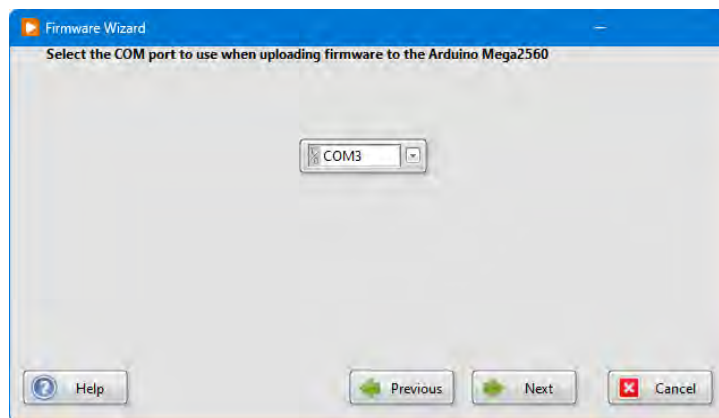 Firmware Wizard
Select the COM port to use when uploading firmware to the Arduino Mega2560
COM3
Help
Previous
Next
Cancel